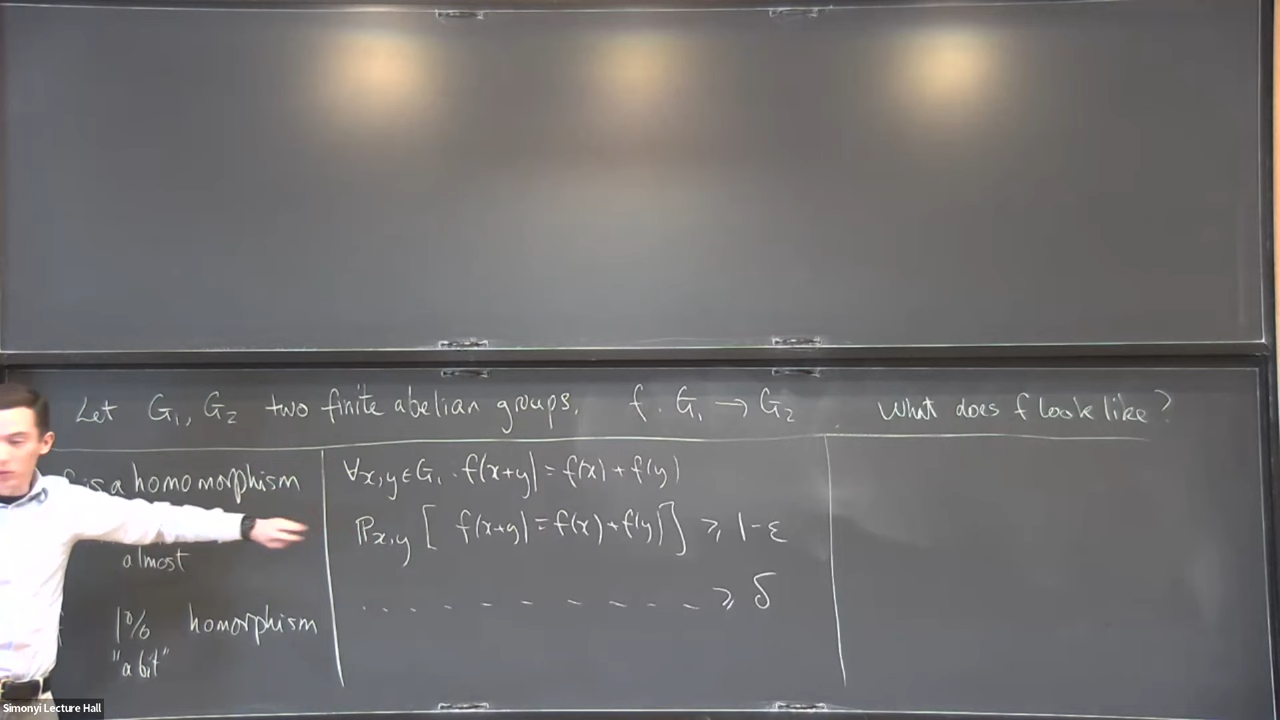 Let G₁, G₂ two finite abelian groups. f: G₁ → G₂ What does f look like?
is a homomorphism ∀x,y∈G₁ f(x+y) = f(x) + f(y)
ℙx,y [ f(x+y) = f(x) + f(y) ] ⩾ 1-ε
almost
. . . - - - - - - ⩾ δ
1% homorphism
"a bit"
Simonyi Lecture Hall